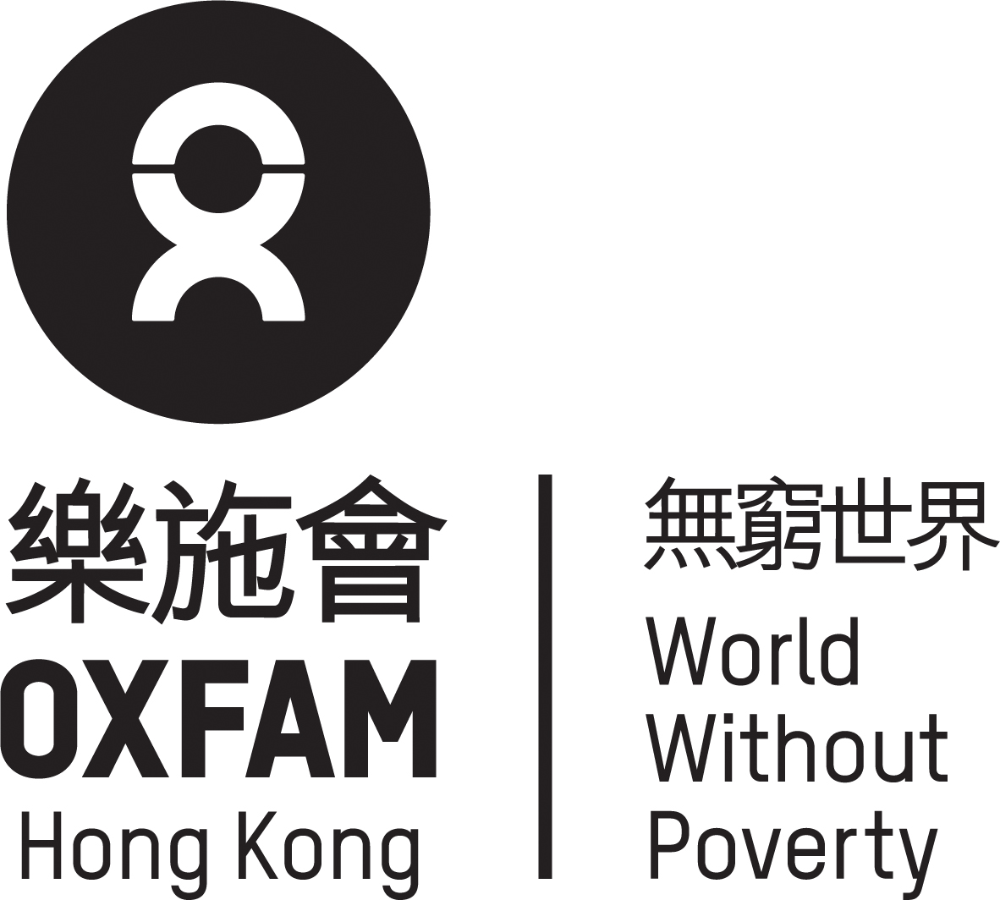 樂施會
OXFAM
Hong Kong
無窮世界
World
Without
Poverty